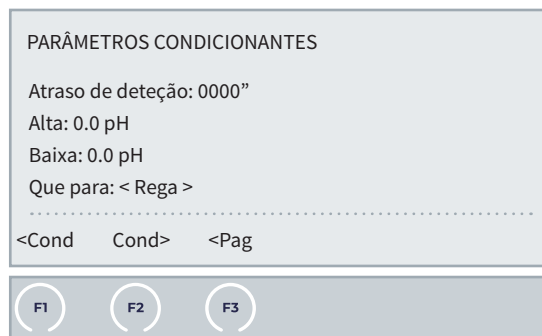 PARÂMETROS CONDICIONANTES
Atraso de deteção: 0000”
Alta: 0.0 pH
Baixa: 0.0 pH
Que para: < Rega >
<Cond Cond> <Pag
F1 F2 F3